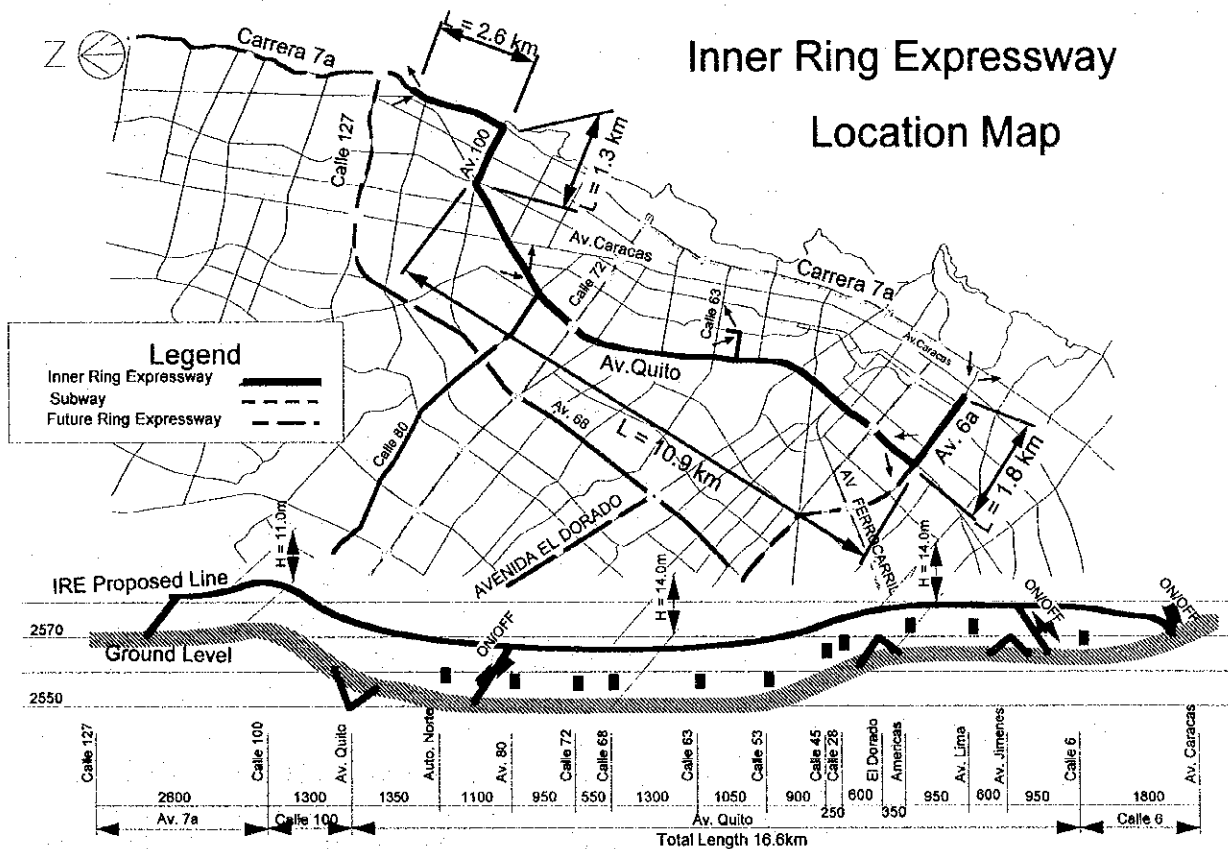 Inner Ring Expressway
Location Map
Z
Carrera 7a
L = 2.6 km
Calle 127
Av.100
L = 1.3 km
Av.Caracas
Calle 72
Carrera 7a
Calle 63
Av.Caracas
Av.Quito
Av. 68
Calle 80
L = 10.9 km
Av. 6a
L = 1.8 km
AV. FERROCARRIL
AVENIDA EL DORADO
Legend
Inner Ring Expressway
Subway
Future Ring Expressway
H = 11.0m
H = 14.0m
H = 14.0m
IRE Proposed Line
ON/OFF
ON/OFF
ON/OFF
2570
Ground Level
2550
Calle 127
Calle 100
Av. Quito
Auto. Norte
Av. 80
Calle 72
Calle 68
Calle 63
Calle 53
Calle 45
Calle 28
El Dorado
Americas
Av. Lima
Av. Jimenes
Calle 6
Av. Caracas
2600 1300 1350 1100 950 550 1300 1050 900 250 600 350 950 600 950 1800
Av. 7a Calle 100 Av. Quito Calle 6
Total Length 16.6km